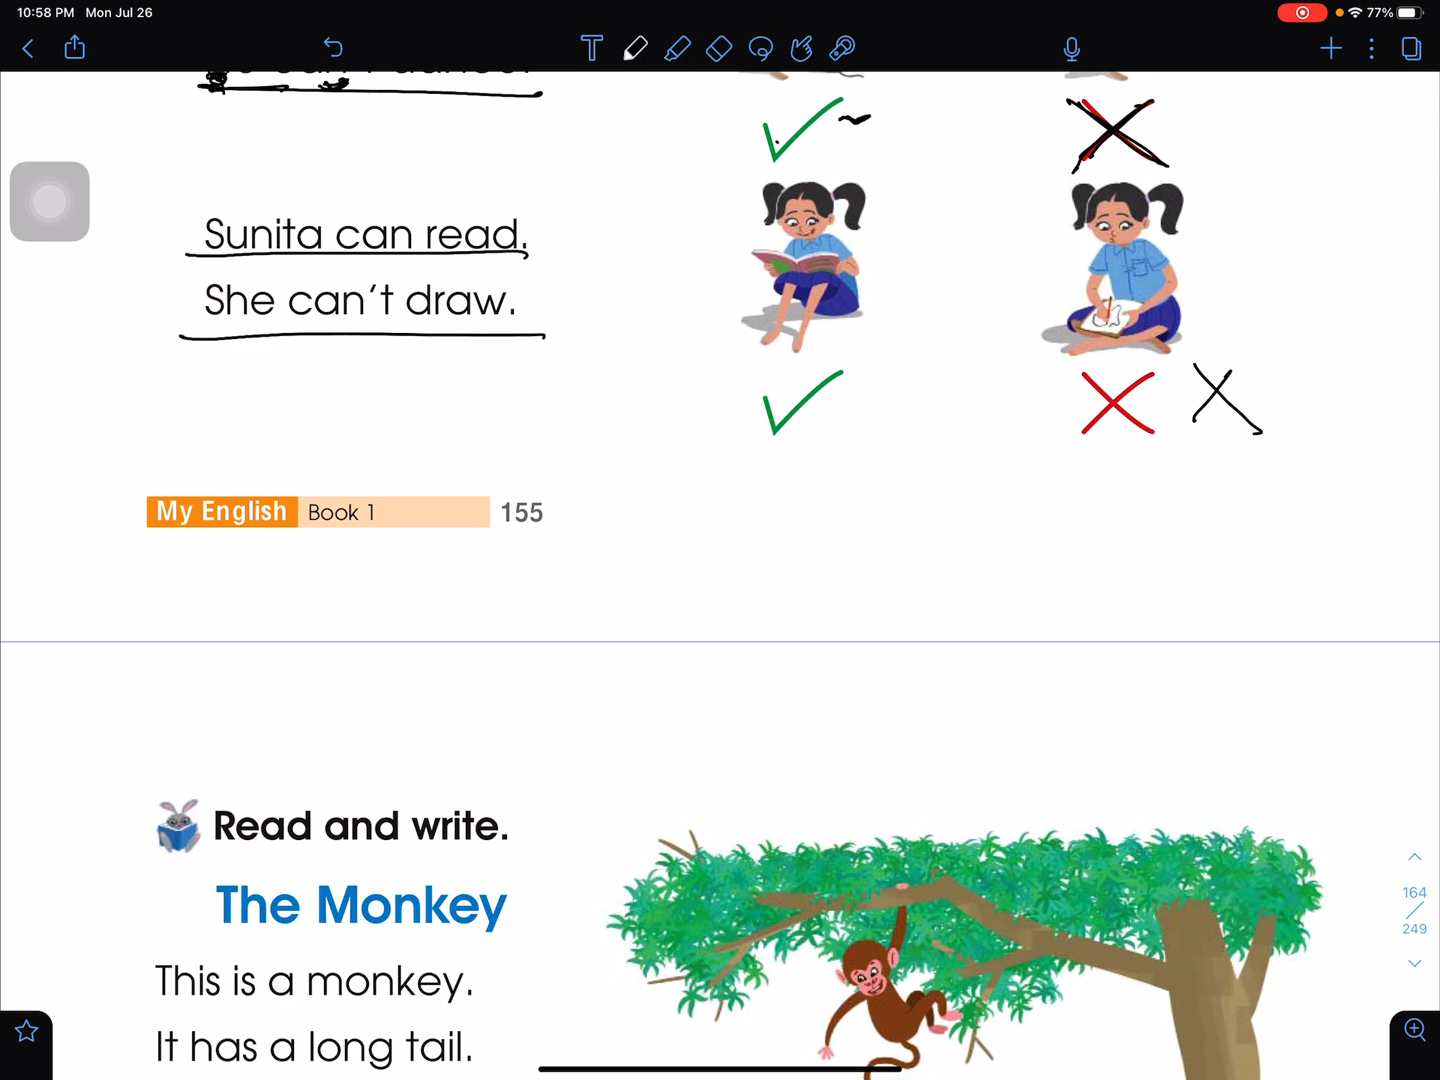 10:58 PM Mon Jul 26
77%
Sunita can read.
She can't draw.
My English Book 1 155
Read and write.
The Monkey
This is a monkey.
It has a long tail.
164
249